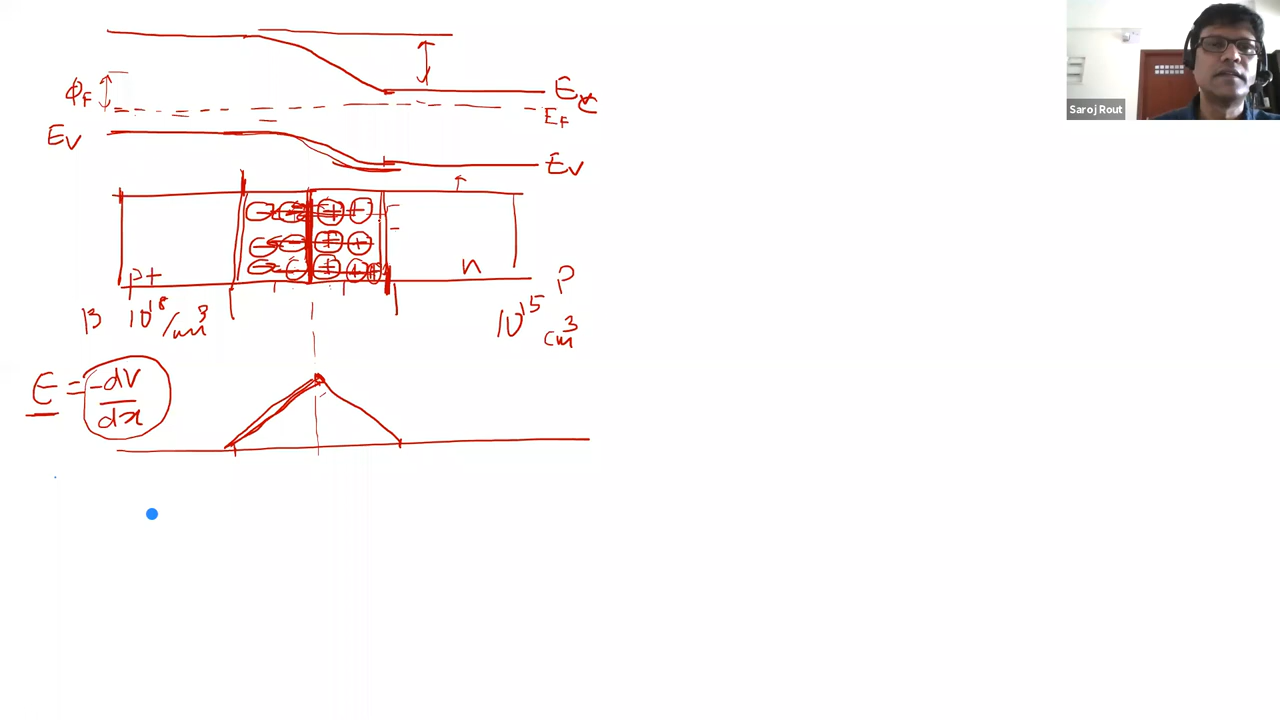 ΦF
EC
EF
EV
EV
P+
n
P
B 10^18/cm^3
10^15
cm^3
E = -dV/dx
Saroj Rout